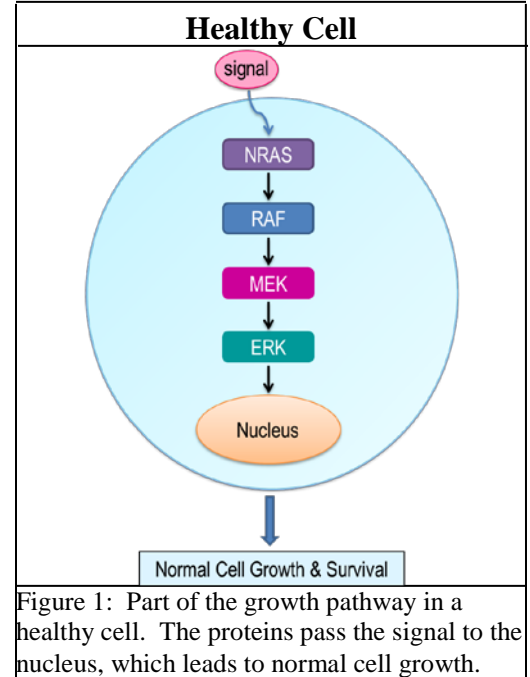 Healthy Cell
signal
NRAS
RAF
MEK
ERK
Nucleus
Normal Cell Growth & Survival
Figure 1: Part of the growth pathway in a
healthy cell. The proteins pass the signal to the
nucleus, which leads to normal cell growth.